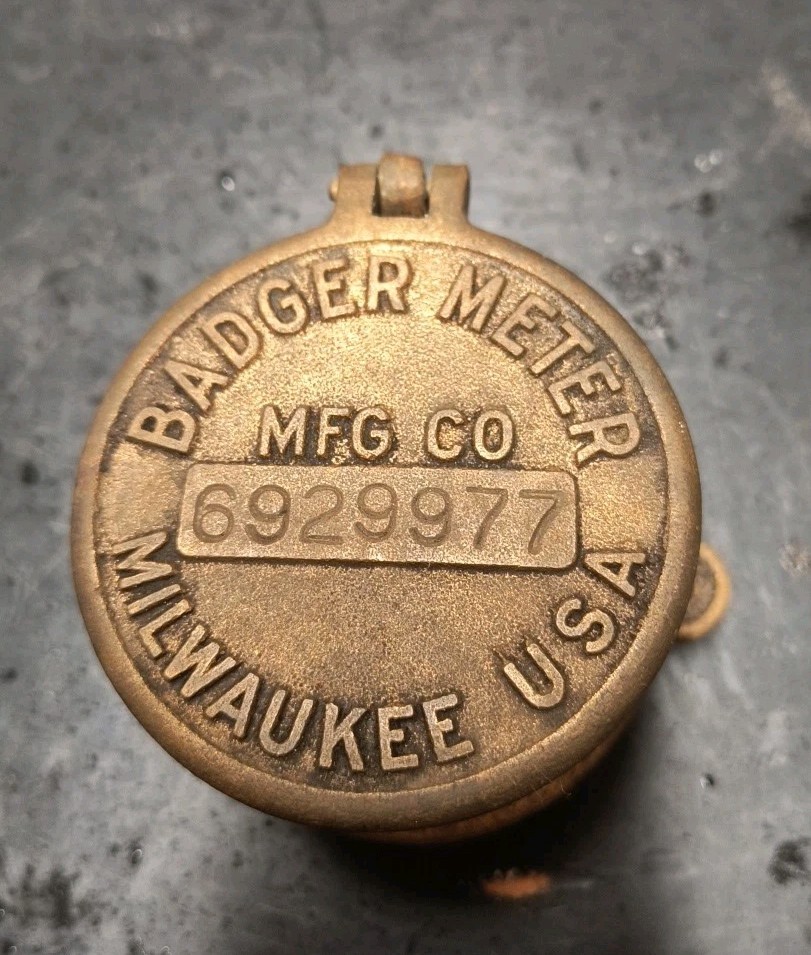 BADGER METER
MFG CO
6929977
MILWAUKEE USA